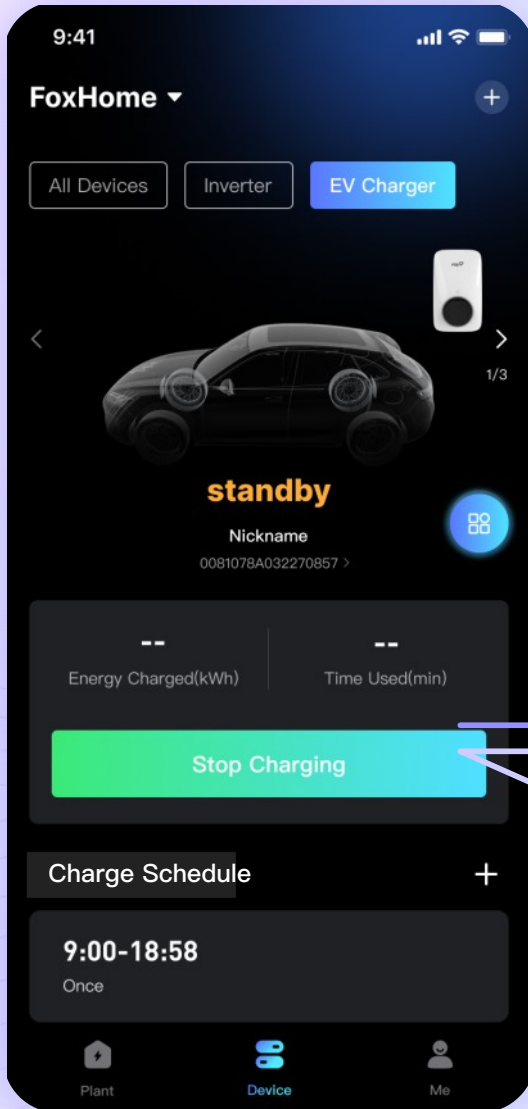 9:41
FoxHome
All Devices Inverter EV Charger
1/3
standby
Nickname
0081078A032270857 >
-- --
Energy Charged(kWh) Time Used(min)
Stop Charging
Charge Schedule +
9:00-18:58
Once
Plant Device Me